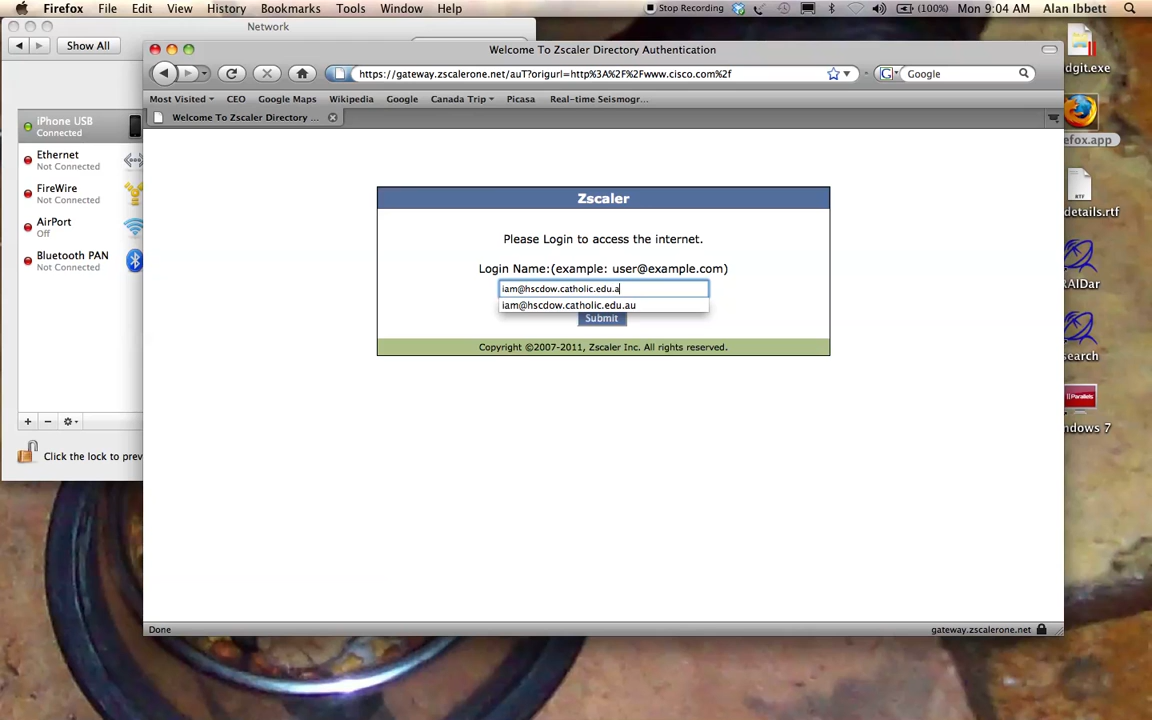 Firefox File Edit View History Bookmarks Tools Window Help Stop Recording (100%) Mon 9:04 AM Alan Ibbett
Network
Welcome To Zscaler Directory Authentication
Show All
https://gateway.zscalerone.net/auT?origurl=http%3A%2F%2Fwww.cisco.com%2f
Google
Most Visited CEO Google Maps Wikipedia Google Canada Trip Picasa Real-time Seismogr...
Welcome To Zscaler Directory ...
iPhone USB
Connected
Ethernet
Not Connected
FireWire
Not Connected
AirPort
Off
Bluetooth PAN
Not Connected
Click the lock to prev
Zscaler
Please Login to access the internet.
Login Name:(example: user@example.com)
iam@hscdow.catholic.edu.a
iam@hscdow.catholic.edu.au
Submit
Copyright ©2007-2011, Zscaler Inc. All rights reserved.
Done
gateway.zscalerone.net
dgit.exe
efox.app
RTF
details.rtf
RAIDar
search
Parallels
ndows 7